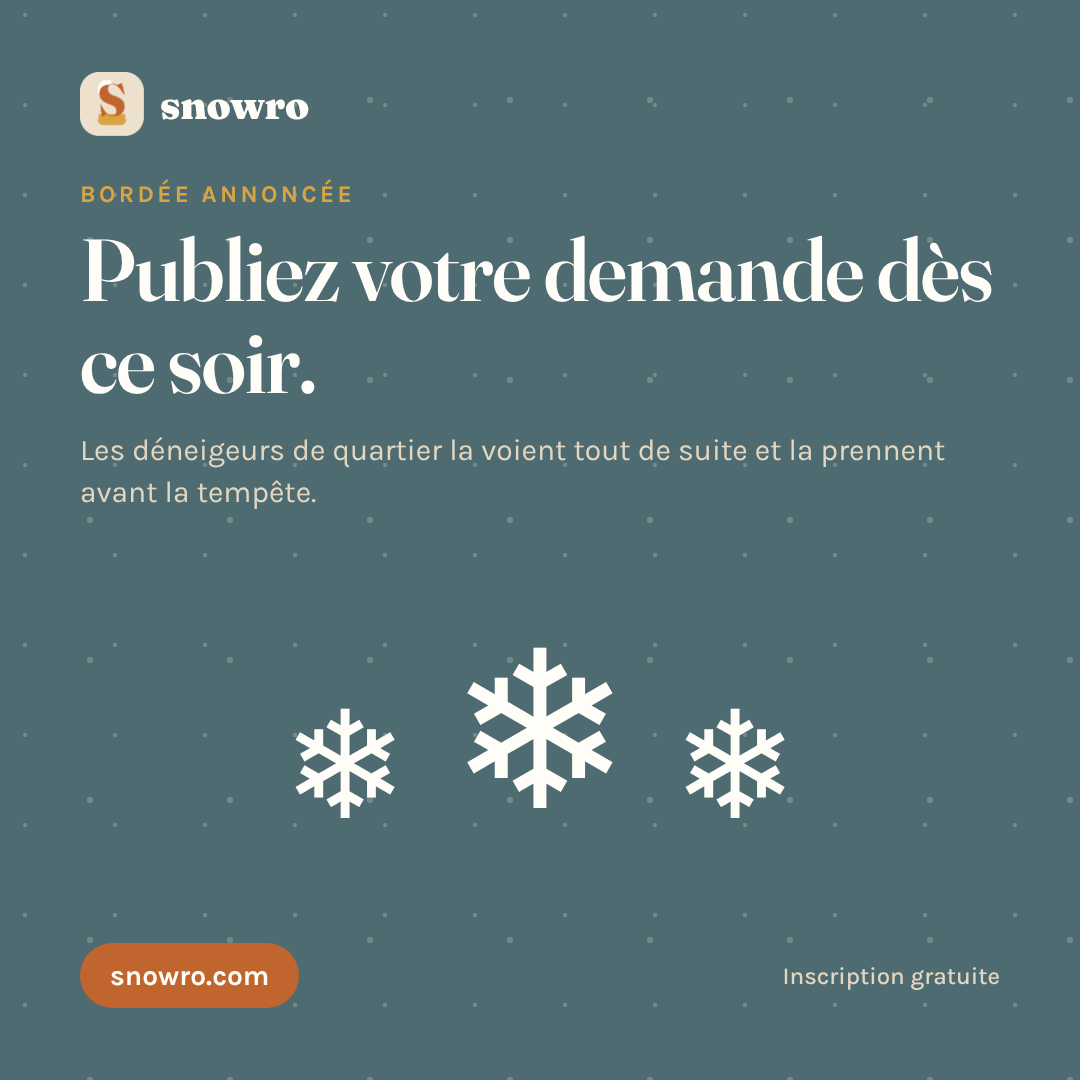 S
snowro
BORDÉE ANNONCÉE
Publiez votre demande dès
ce soir.
Les déneigeurs de quartier la voient tout de suite et la prennent
avant la tempête.
snowro.com
Inscription gratuite